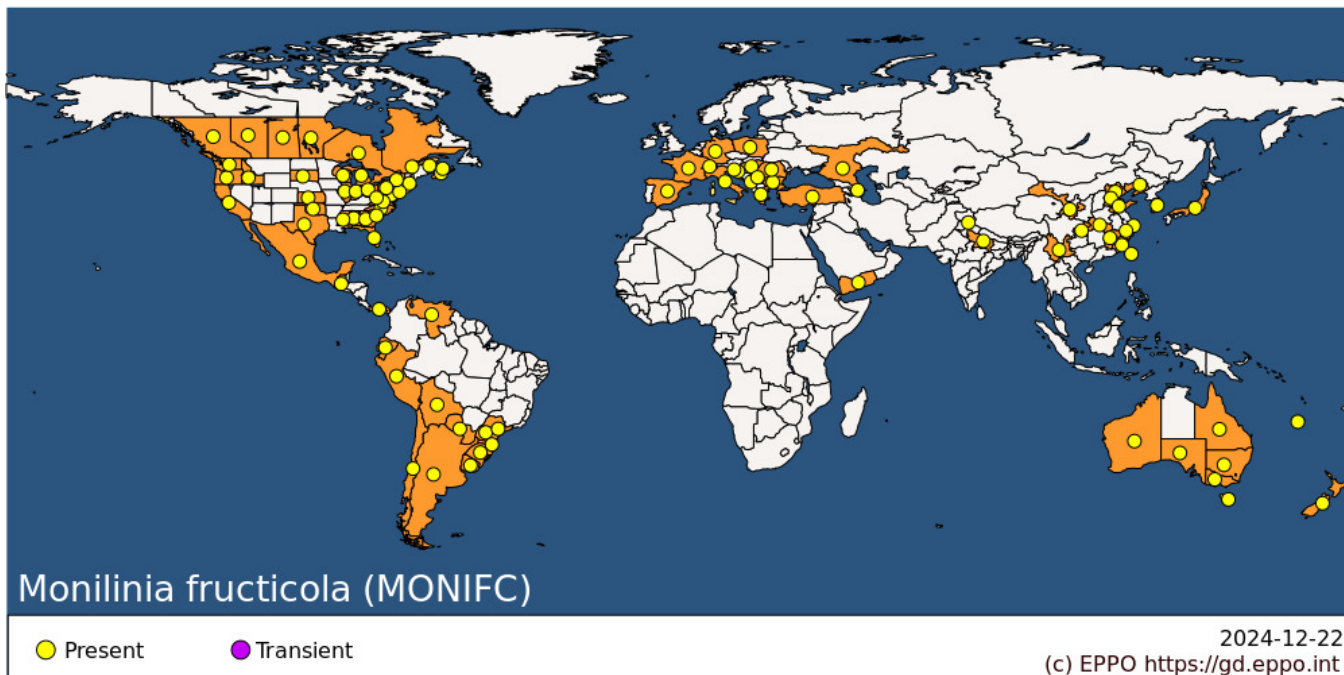 Monilinia fructicola (MONIFC)
Present
Transient
2024-12-22
(c) EPPO https://gd.eppo.int